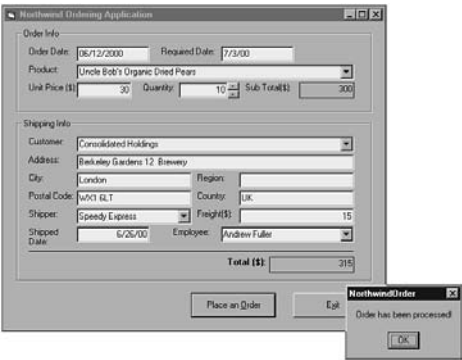 Northwind Ordering Application
Order Info
Order Date: 06/12/2000 Required Date: 7/3/00
Product: Uncle Bob's Organic Dried Pears
Unit Price ($) 30 Quantity: 10 Sub Total($): 300
Shipping Info
Customer: Consolidated Holdings
Address: Berkeley Gardens 12 Brewery
City: London Region:
Postal Code: WX1 6LT Country: UK
Shipper: Speedy Express Freight($) 15
Shipped Date: 6/26/00 Employee: Andrew Fuller
Total ($): 315
Place an Order Exit
NorthwindOrder
Order has been processed!
OK